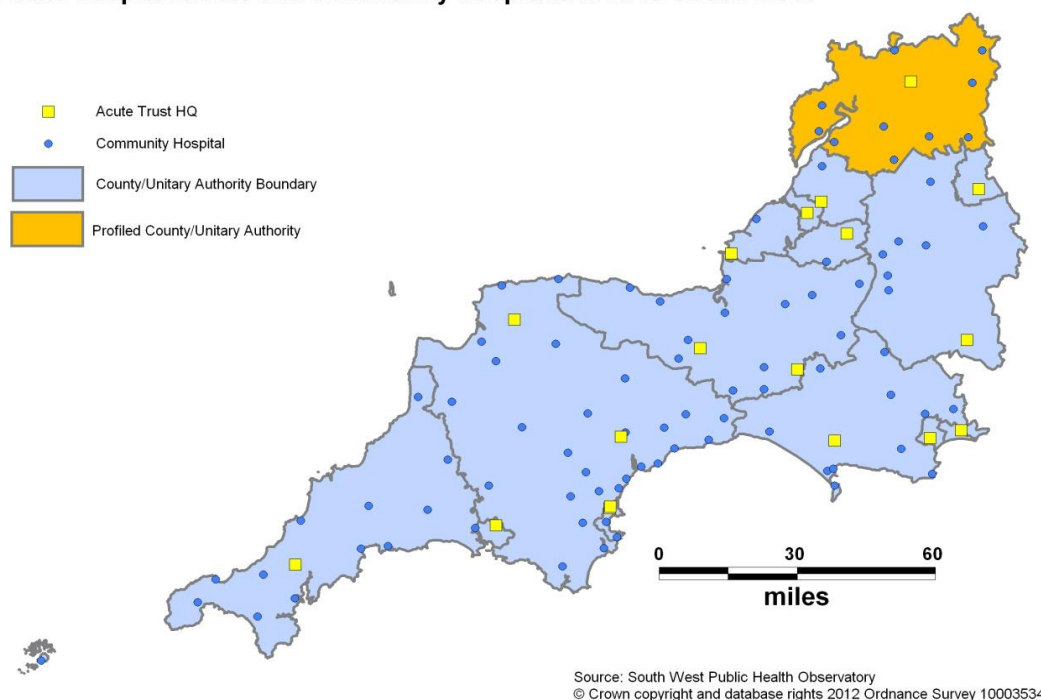 Acute Trust HQ
Community Hospital
County/Unitary Authority Boundary
Profiled County/Unitary Authority
0 30 60
miles
Source: South West Public Health Observatory
© Crown copyright and database rights 2012 Ordnance Survey 10003534